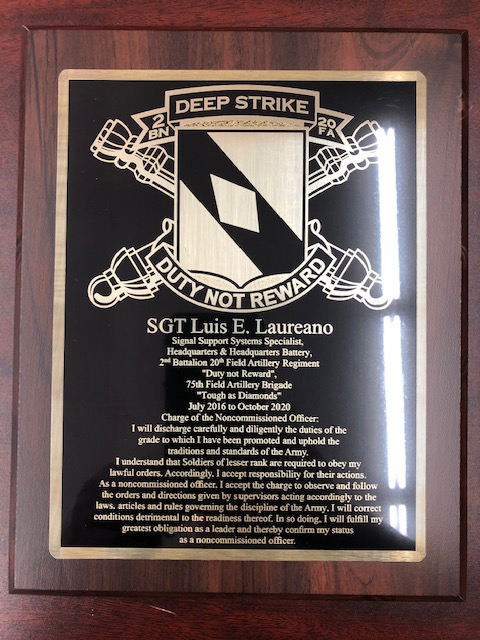 DEEP STRIKE
2 BN
20 FA
DUTY NOT REWARD
SGT Luis E. Laureano
Signal Support Systems Specialist,
Headquarters & Headquarters Battery,
2nd Battalion 20th Field Artillery Regiment
"Duty not Reward",
75th Field Artillery Brigade
"Tough as Diamonds"
July 2016 to October 2020
Charge of the Noncommissioned Officer:
I will discharge carefully and diligently the duties of the
grade to which I have been promoted and uphold the
traditions and standards of the Army.
I understand that Soldiers of lesser rank are required to obey my
lawful orders. Accordingly, I accept responsibility for their actions.
As a noncommissioned officer, I accept the charge to observe and follow
the orders and directions given by supervisors acting accordingly to the
laws, articles and rules governing the discipline of the Army, I will correct
conditions detrimental to the readiness thereof. In so doing, I will fulfill my
greatest obligation as a leader and thereby confirm my status
as a noncommissioned officer.